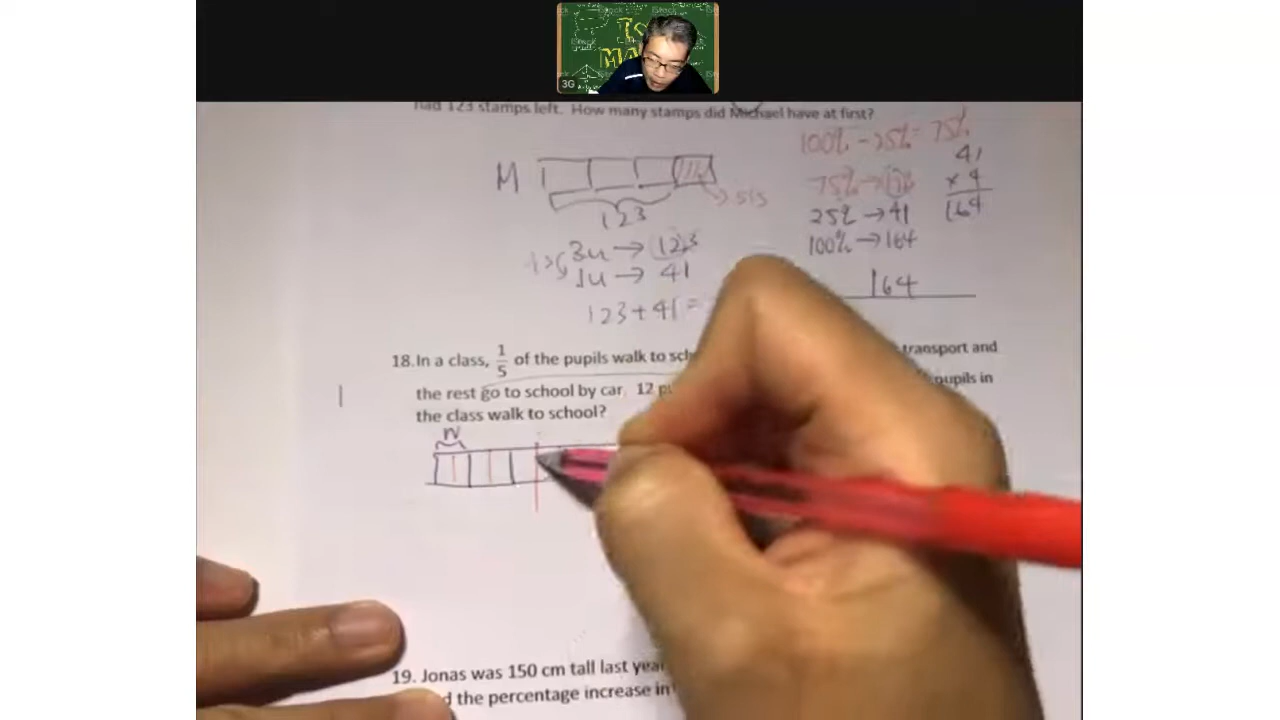 3G
had 123 stamps left. How many stamps did Michael have at first?
100% - 25% = 75%
M
123
3u → 123
1u → 41
123 + 41 =
75% →
25% → 41
100% → 164
41
x 4
164
164
18. In a class, 1/5 of the pupils walk to transport and
the rest go to school by car. 12 pupils in
the class walk to school?
19. Jonas was 150 cm tall last year
the percentage increase in